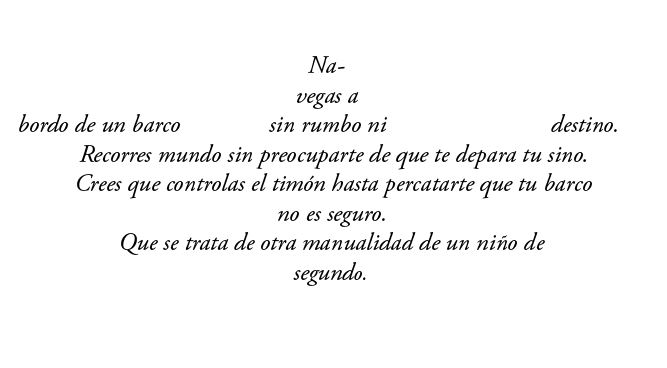 Na-
vegas a
bordo de un barco sin rumbo ni destino.
Recorres mundo sin preocuparte de que te depara tu sino.
Crees que controlas el timón hasta percatarte que tu barco
no es seguro.
Que se trata de otra manualidad de un niño de
segundo.